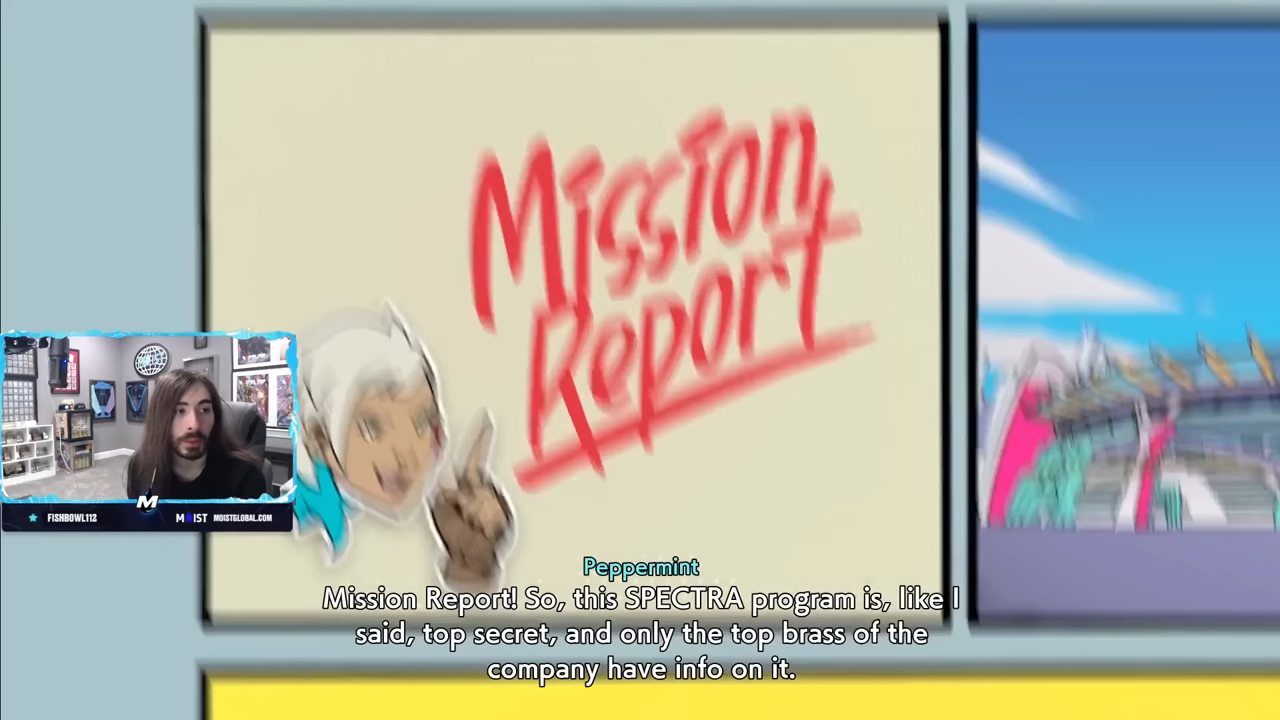 Mission
Report
FISHBOWL112
M
MOIST MOISTGLOBAL.COM
Peppermint
Mission Report! So, this SPECTRA program is, like I
said, top secret, and only the top brass of the
company have info on it.